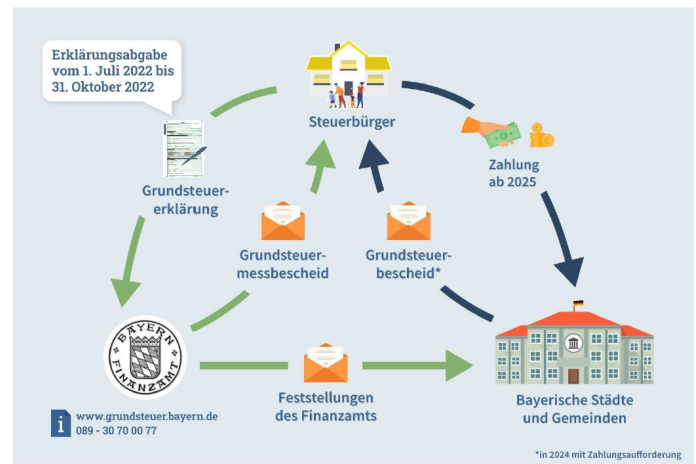 Erklärungsabgabe
vom 1. Juli 2022 bis
31. Oktober 2022
Steuerbürger
Grundsteuer-
erklärung
Zahlung
ab 2025
Grundsteuer-
messbescheid
Grundsteuer-
bescheid*
BAYERN
FINANZAMT
Feststellungen
des Finanzamts
Bayerische Städte
und Gemeinden
i
www.grundsteuer.bayern.de
089 - 30 70 00 77
*in 2024 mit Zahlungsaufforderung